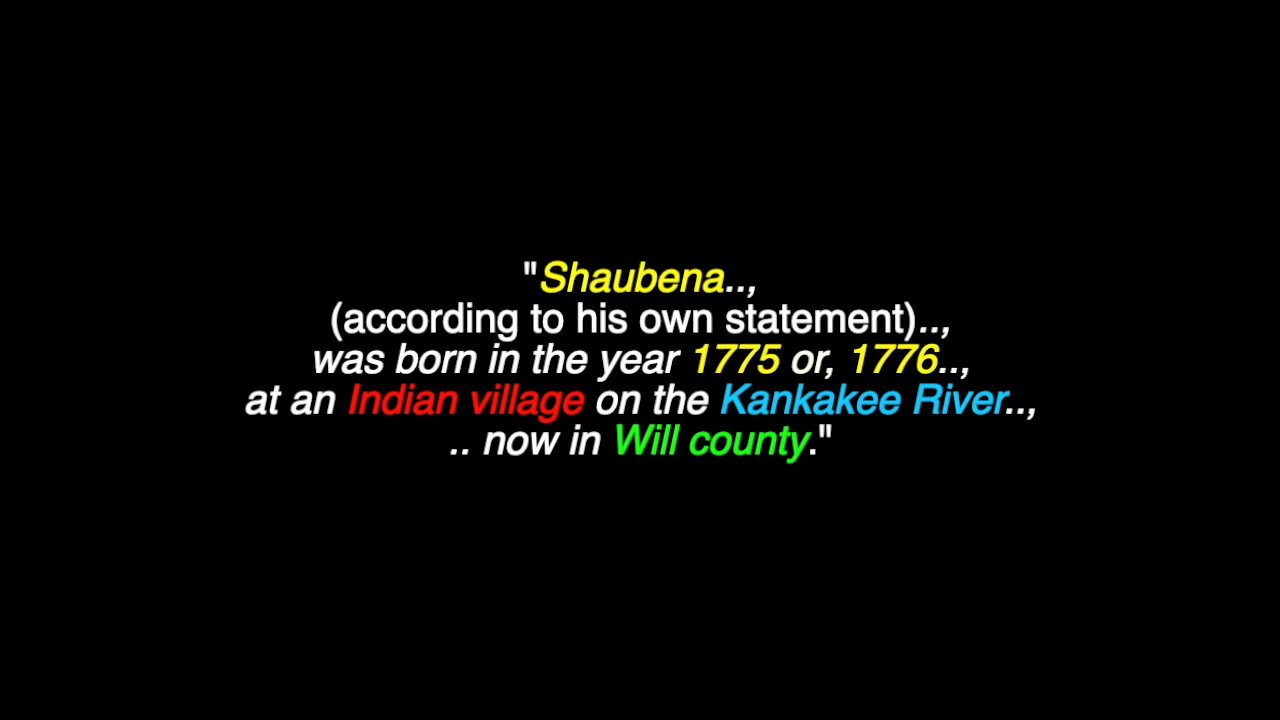 "Shaubena..,
(according to his own statement)..,
was born in the year 1775 or, 1776..,
at an Indian village on the Kankakee River..,
.. now in Will county."